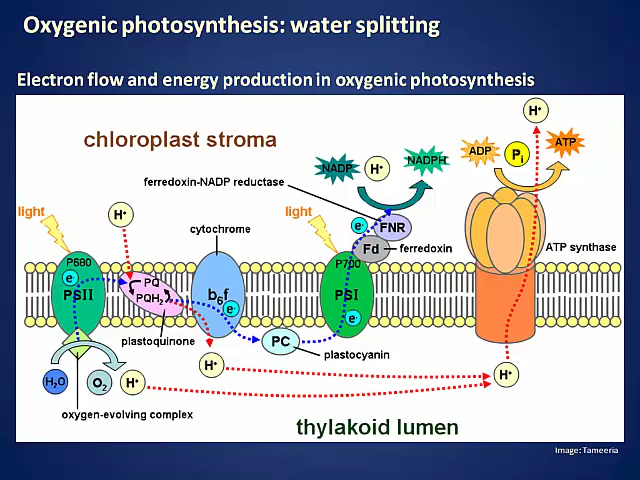 Oxygenic photosynthesis: water splitting
Electron flow and energy production in oxygenic photosynthesis
chloroplast stroma
H⁺
NADP
H⁺
NADPH
ADP
Pᵢ
ATP
ferredoxin-NADP reductase
light
H⁺
light
cytochrome
e⁻
FNR
Fd
ferredoxin
ATP synthase
P680
e⁻
PSII
PQ
PQH₂
b₆f
e⁻
P700
PSI
e⁻
plastoquinone
PC
plastocyanin
H₂O
O₂
H⁺
H⁺
H⁺
oxygen-evolving complex
thylakoid lumen
Image: Tameeria